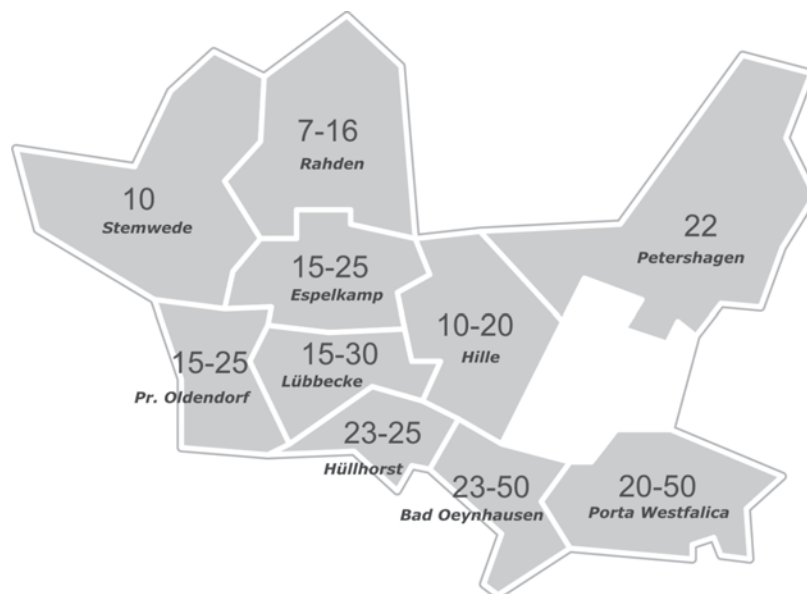 7-16
Rahden
10
Stemwede
22
Petershagen
15-25
Espelkamp
10-20
Hille
15-25
Pr. Oldendorf
15-30
Lübbecke
23-25
Hüllhorst
23-50
Bad Oeynhausen
20-50
Porta Westfalica